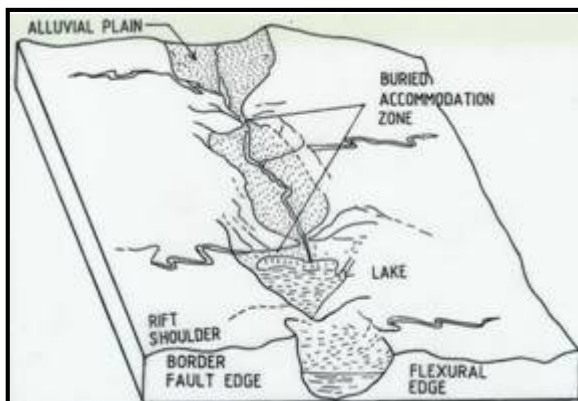 ALLUVIAL PLAIN
BURIED
ACCOMMODATION
ZONE
LAKE
RIFT
SHOULDER
BORDER
FAULT EDGE
FLEXURAL
EDGE